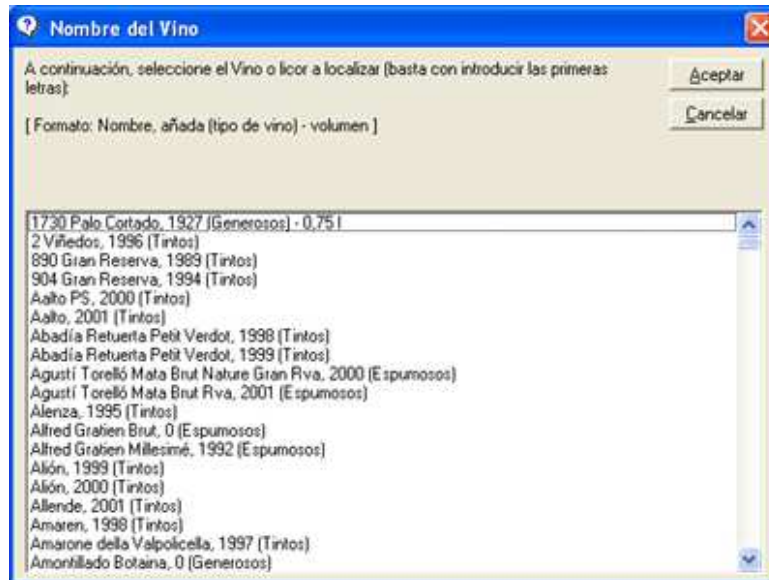 Nombre del Vino
A continuación, seleccione el Vino o licor a localizar (basta con introducir las primeras
letras):
[ Formato: Nombre, añada (tipo de vino) - volumen ]
Aceptar
Cancelar
1730 Palo Cortado, 1927 (Generosos) - 0,75 l
2 Viñedos, 1996 (Tintos)
890 Gran Reserva, 1989 (Tintos)
904 Gran Reserva, 1994 (Tintos)
Aalto PS, 2000 (Tintos)
Aalto, 2001 (Tintos)
Abadía Retuerta Petit Verdot, 1998 (Tintos)
Abadía Retuerta Petit Verdot, 1999 (Tintos)
Agustí Torelló Mata Brut Nature Gran Rva, 2000 (Espumosos)
Agustí Torelló Mata Brut Rva, 2001 (Espumosos)
Alenza, 1995 (Tintos)
Alfred Gratien Brut, 0 (Espumosos)
Alfred Gratien Millesimé, 1992 (Espumosos)
Alión, 1999 (Tintos)
Alión, 2000 (Tintos)
Allende, 2001 (Tintos)
Amaren, 1998 (Tintos)
Amarone della Valpolicella, 1997 (Tintos)
Amontillado Botaina, 0 (Generosos)